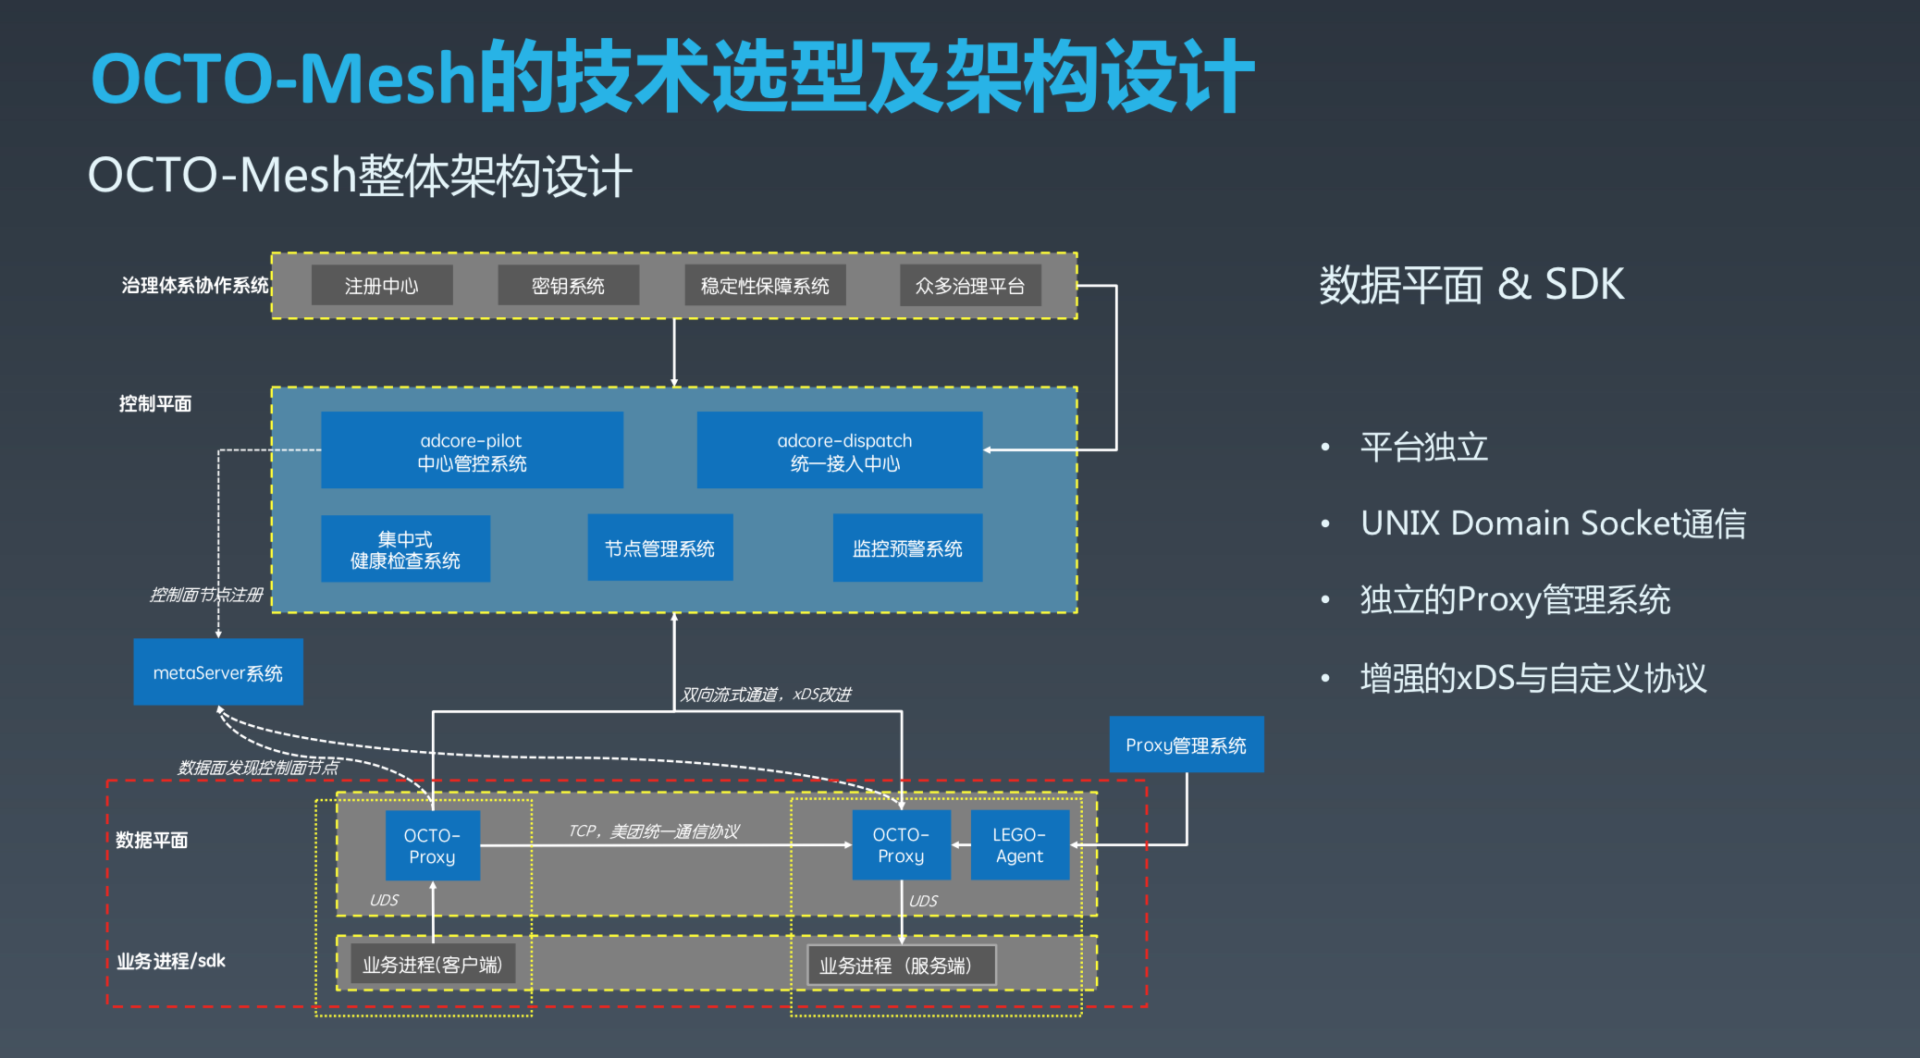 OCTO-Mesh的技术选型及架构设计
OCTO-Mesh整体架构设计
治理体系协作系统
注册中心
密钥系统
稳定性保障系统
众多治理平台
控制平面
adcore-pilot
中心管控系统
adcore-dispatch
统一接入中心
集中式
健康检查系统
节点管理系统
监控预警系统
控制面节点注册
metaServer系统
双向流式通道，xDS改进
数据面发现控制面节点
Proxy管理系统
数据平面
OCTO-
Proxy
TCP，美团统一通信协议
OCTO-
Proxy
LEGO-
Agent
UDS
UDS
业务进程/sdk
业务进程(客户端)
业务进程（服务端）
数据平面 & SDK
• 平台独立
• UNIX Domain Socket通信
• 独立的Proxy管理系统
• 增强的xDS与自定义协议